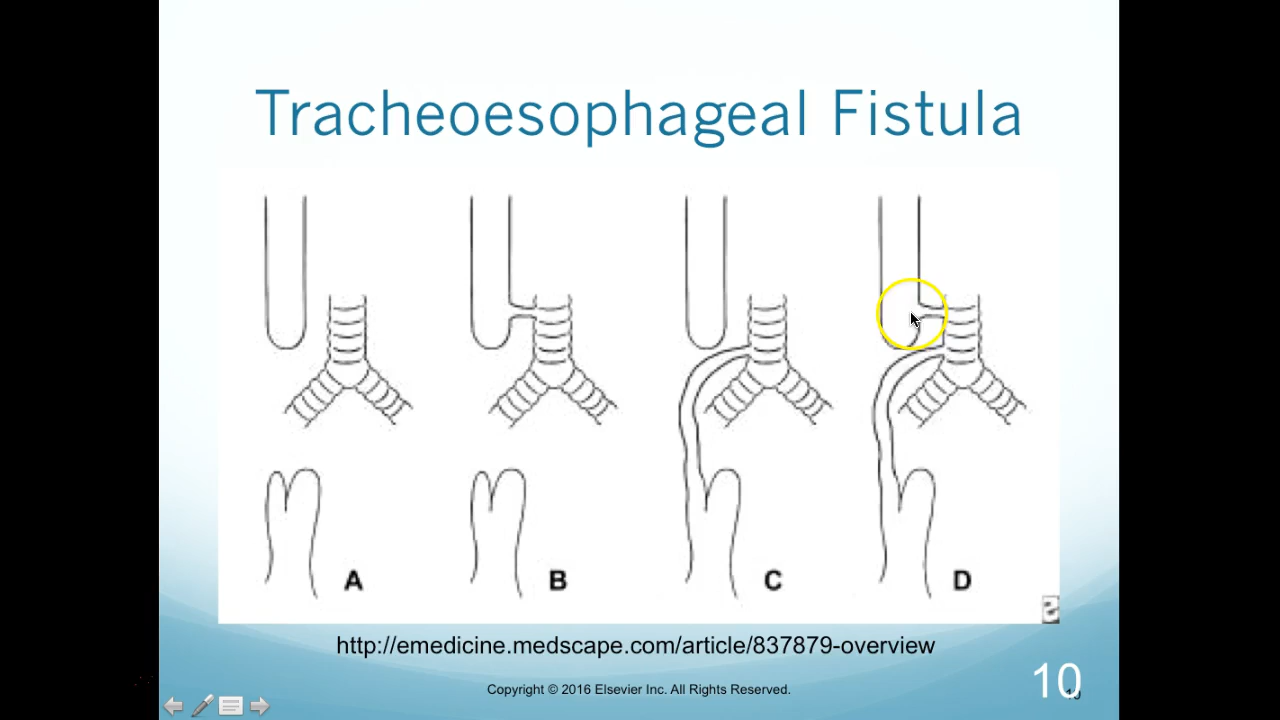 Tracheoesophageal Fistula
A B C D
http://emedicine.medscape.com/article/837879-overview
Copyright © 2016 Elsevier Inc. All Rights Reserved.
10